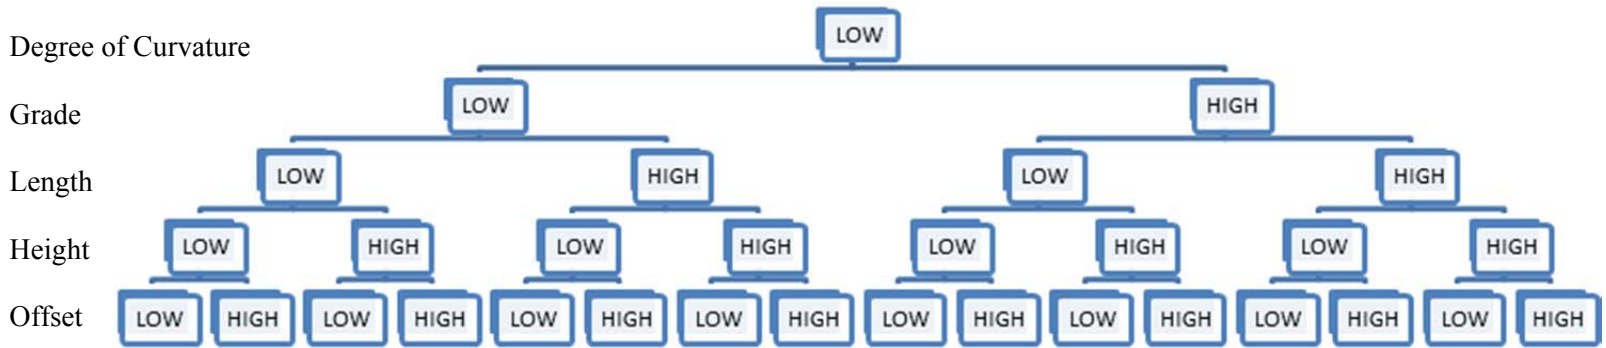 Degree of Curvature LOW
Grade LOW HIGH
Length LOW HIGH LOW HIGH
Height LOW HIGH LOW HIGH LOW HIGH LOW HIGH
Offset LOW HIGH LOW HIGH LOW HIGH LOW HIGH LOW HIGH LOW HIGH LOW HIGH LOW HIGH